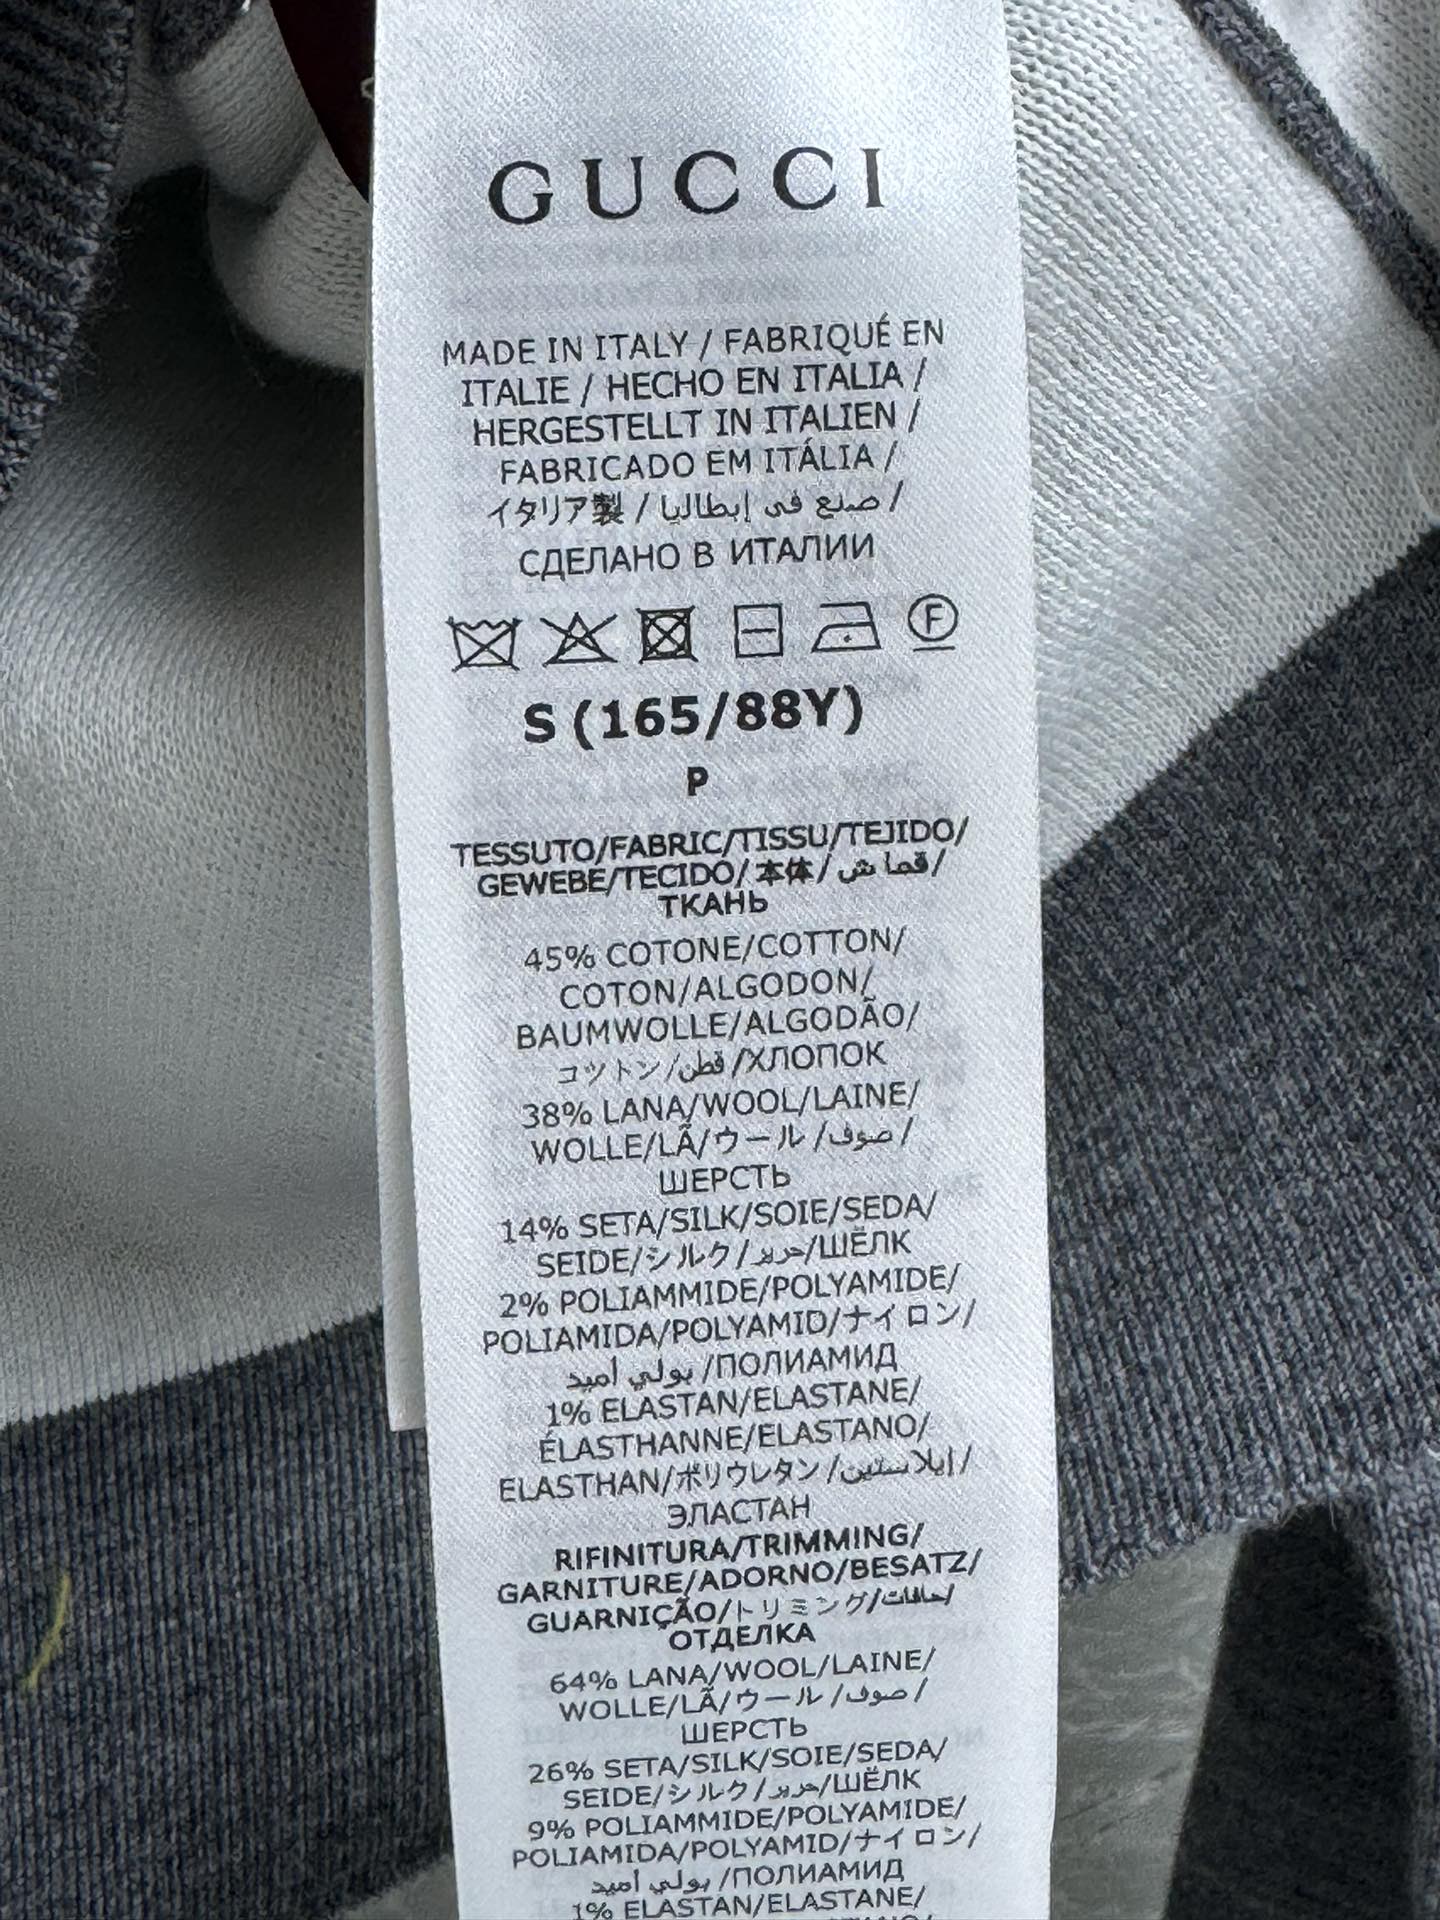 GUCCI
MADE IN ITALY / FABRIQUÉ EN
ITALIE / HECHO EN ITALIA /
HERGESTELLT IN ITALIEN /
FABRICADO EM ITÁLIA /
イタリア製 / صنع في إيطاليا /
СДЕЛАНО В ИТАЛИИ
F
S (165/88Y)
P
TESSUTO/FABRIC/TISSU/TEJIDO/
GEWEBE/TECIDO/本体/قماش/
ТКАНЬ
45% COTONE/COTTON/
COTON/ALGODON/
BAUMWOLLE/ALGODÃO/
コットン/قطن/ХЛОПОК
38% LANA/WOOL/LAINE/
WOLLE/LÃ/ウール/صوف/
ШЕРСТЬ
14% SETA/SILK/SOIE/SEDA/
SEIDE/シルク/حرير/ШЁЛК
2% POLIAMMIDE/POLYAMIDE/
POLIAMIDA/POLYAMID/ナイロン/
بولي أميد/ПОЛИАМИД
1% ELASTAN/ELASTANE/
ÉLASTHANNE/ELASTANO/
ELASTHAN/ポリウレタン/إيلاستين/
ЭЛАСТАН
RIFINITURA/TRIMMING/
GARNITURE/ADORNO/BESATZ/
GUARNIÇÃO/トリミング/حافات/
ОТДЕЛКА
64% LANA/WOOL/LAINE/
WOLLE/LÃ/ウール/صوف/
ШЕРСТЬ
26% SETA/SILK/SOIE/SEDA/
SEIDE/シルク/حرير/ШЁЛК
9% POLIAMMIDE/POLYAMIDE/
POLIAMIDA/POLYAMID/ナイロン/
بولي أميد/ПОЛИАМИД
1% ELASTAN/ELASTANE/